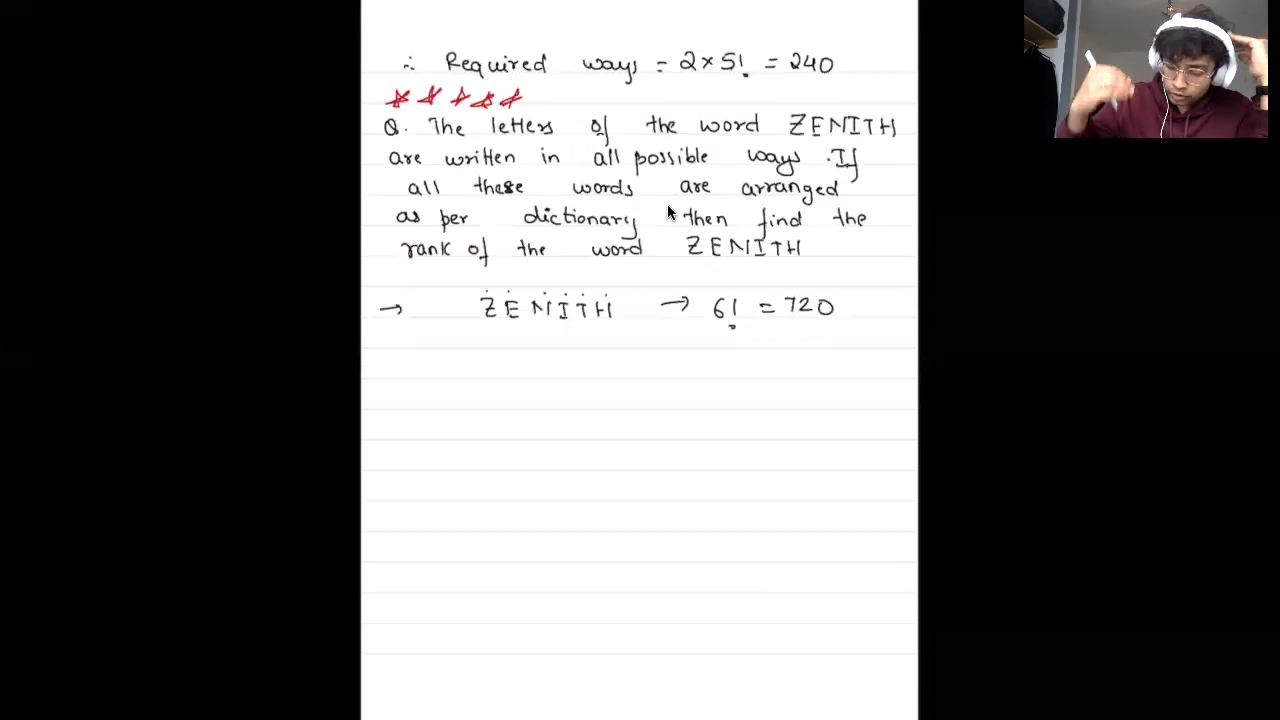 ∴ Required ways = 2 × 5! = 240
Q. The letters of the word ZENITH
are written in all possible ways. If
all these words are arranged
as per dictionary then find the
rank of the word ZENITH
→ ZENITH → 6! = 720